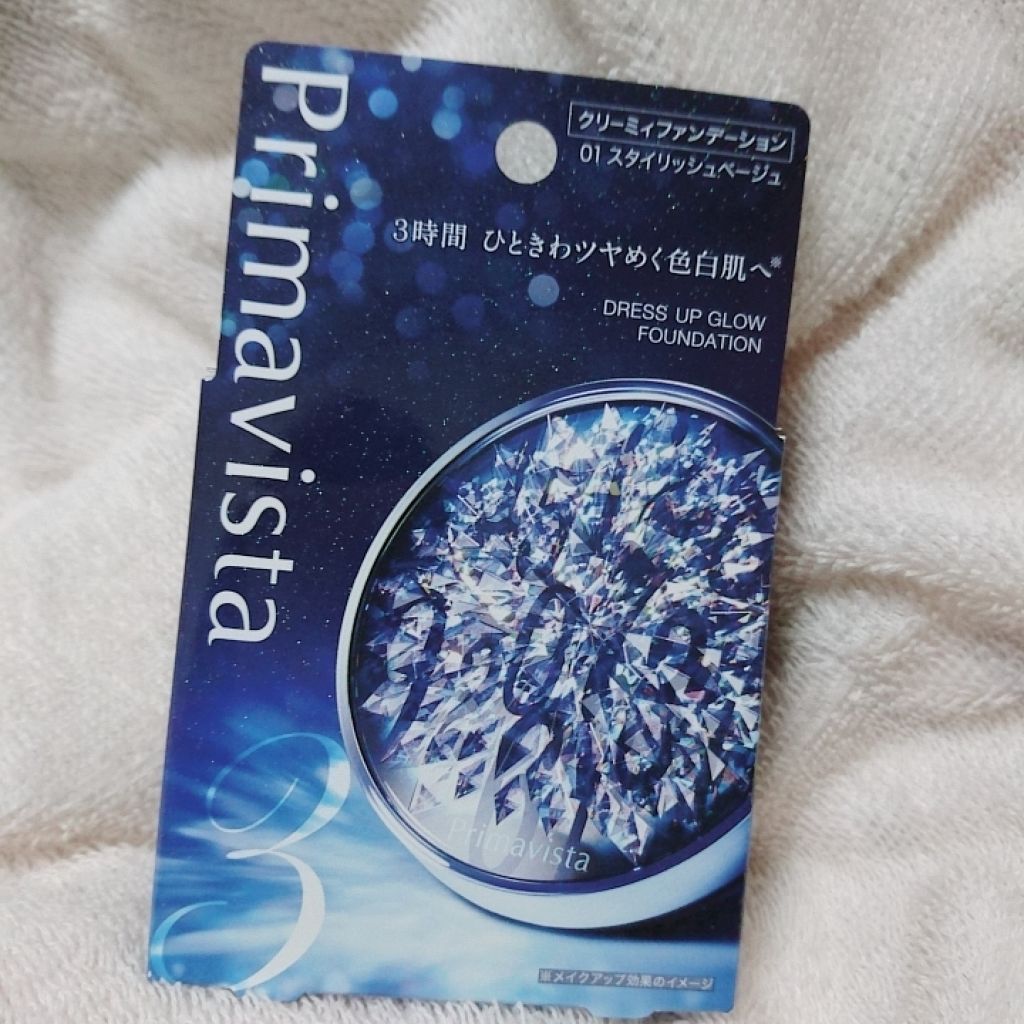 Primavista
クリーミィファンデーション
01 スタイリッシュベージュ
3時間 ひときわツヤめく色白肌へ※
DRESS UP GLOW
FOUNDATION
Primavista
3
※メイクアップ効果のイメージ